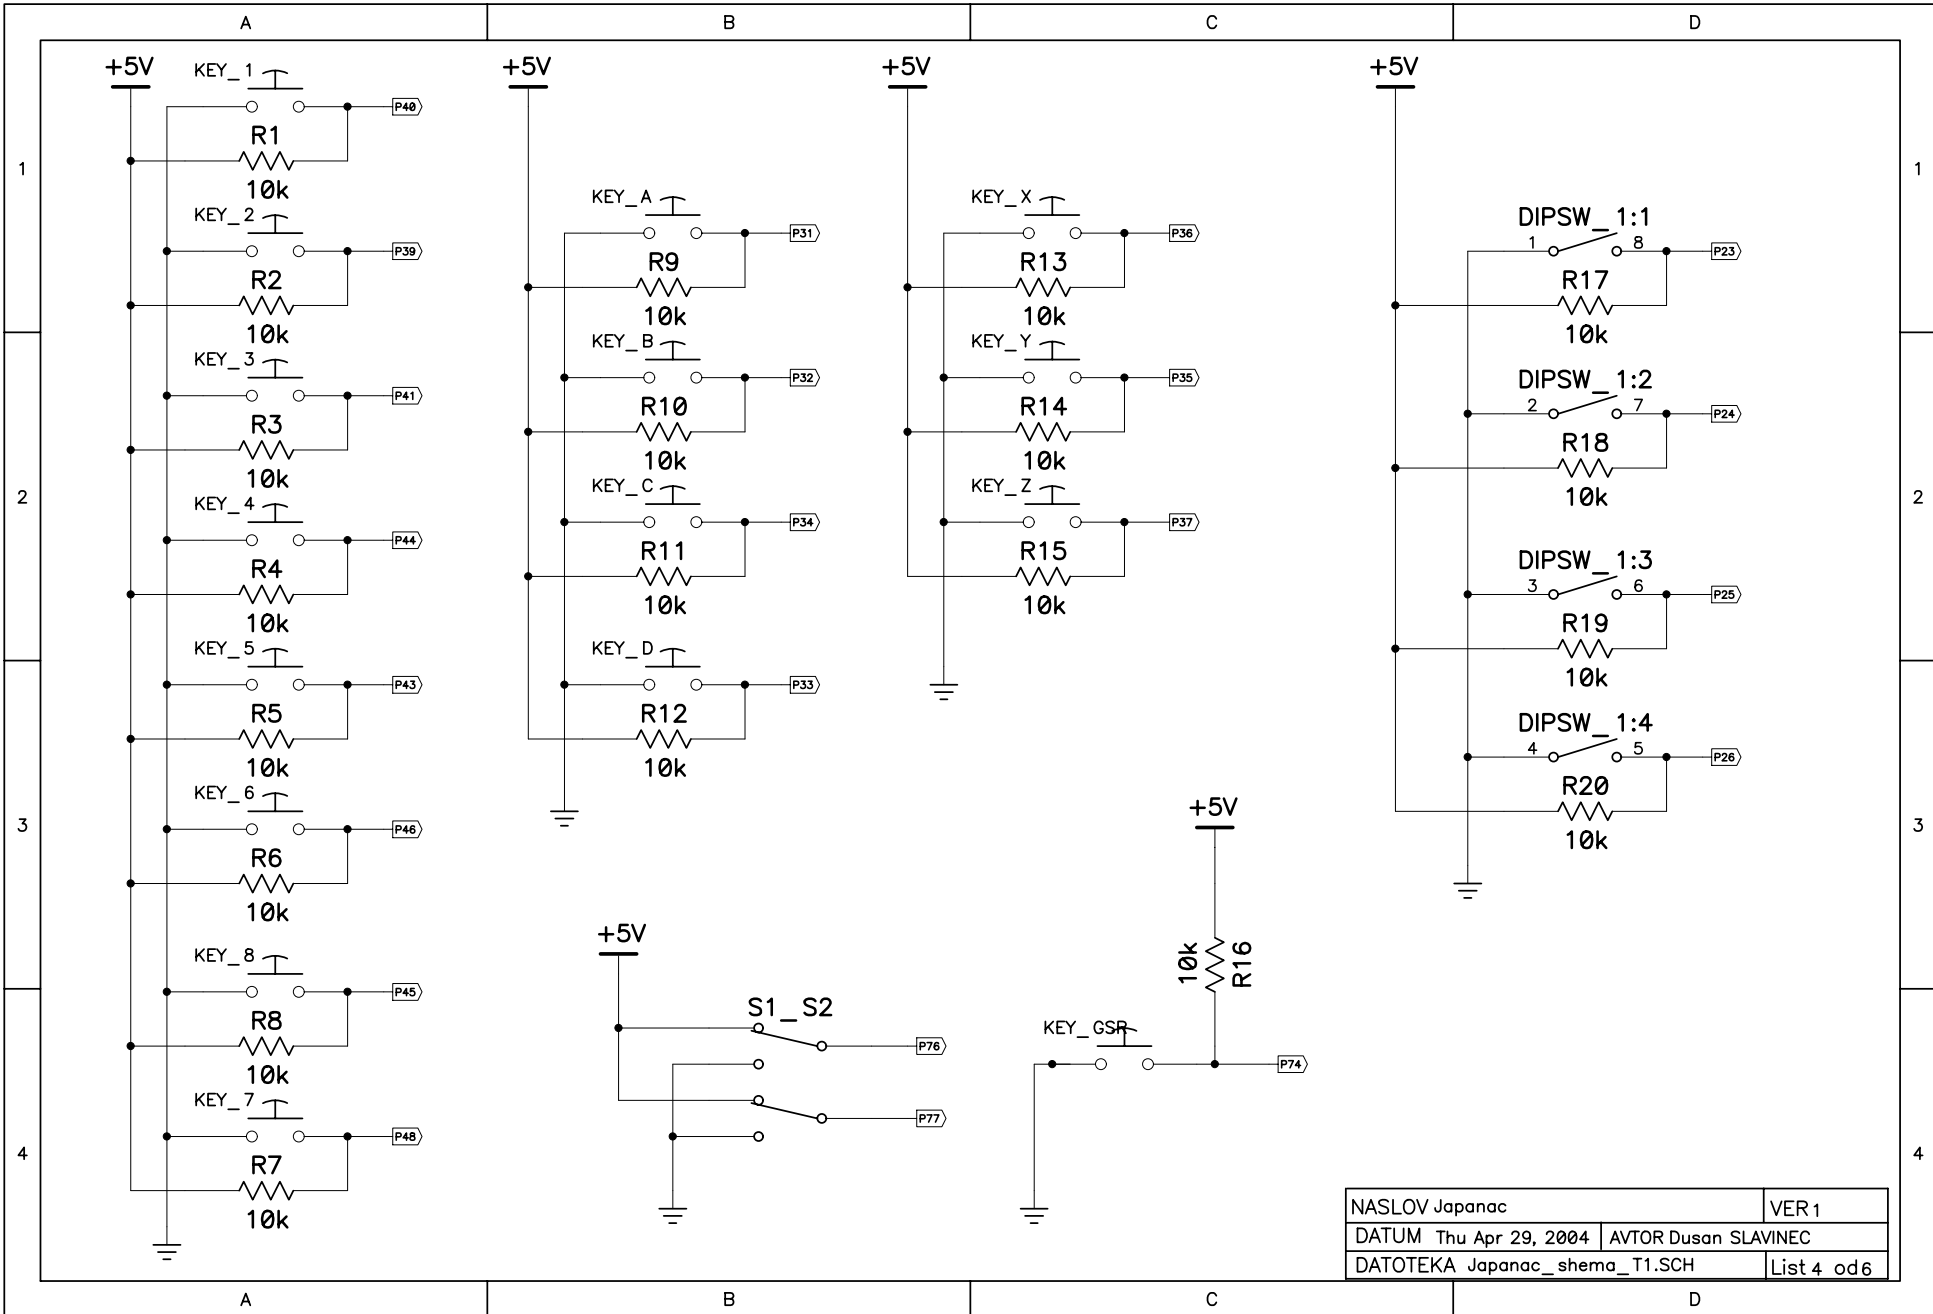 A B C D
1
2
3
4
1
2
3
4
+5V
KEY_1
P40
R1
10k
KEY_2
P39
R2
10k
KEY_3
P41
R3
10k
KEY_4
P44
R4
10k
KEY_5
P43
R5
10k
KEY_6
P46
R6
10k
KEY_8
P45
R8
10k
KEY_7
P48
R7
10k
+5V
KEY_A
P31
R9
10k
KEY_B
P32
R10
10k
KEY_C
P34
R11
10k
KEY_D
P33
R12
10k
+5V
KEY_X
P36
R13
10k
KEY_Y
P35
R14
10k
KEY_Z
P37
R15
10k
+5V
DIPSW_1:1
1 8
P23
R17
10k
DIPSW_1:2
2 7
P24
R18
10k
DIPSW_1:3
3 6
P25
R19
10k
DIPSW_1:4
4 5
P26
R20
10k
+5V
S1_S2
P76
P77
+5V
10k
R16
KEY_GSR
P74
NASLOV Japanac VER 1
DATUM Thu Apr 29, 2004 AVTOR Dusan SLAVINEC
DATOTEKA Japanac_shema_T1.SCH List 4 od 6
A B C D